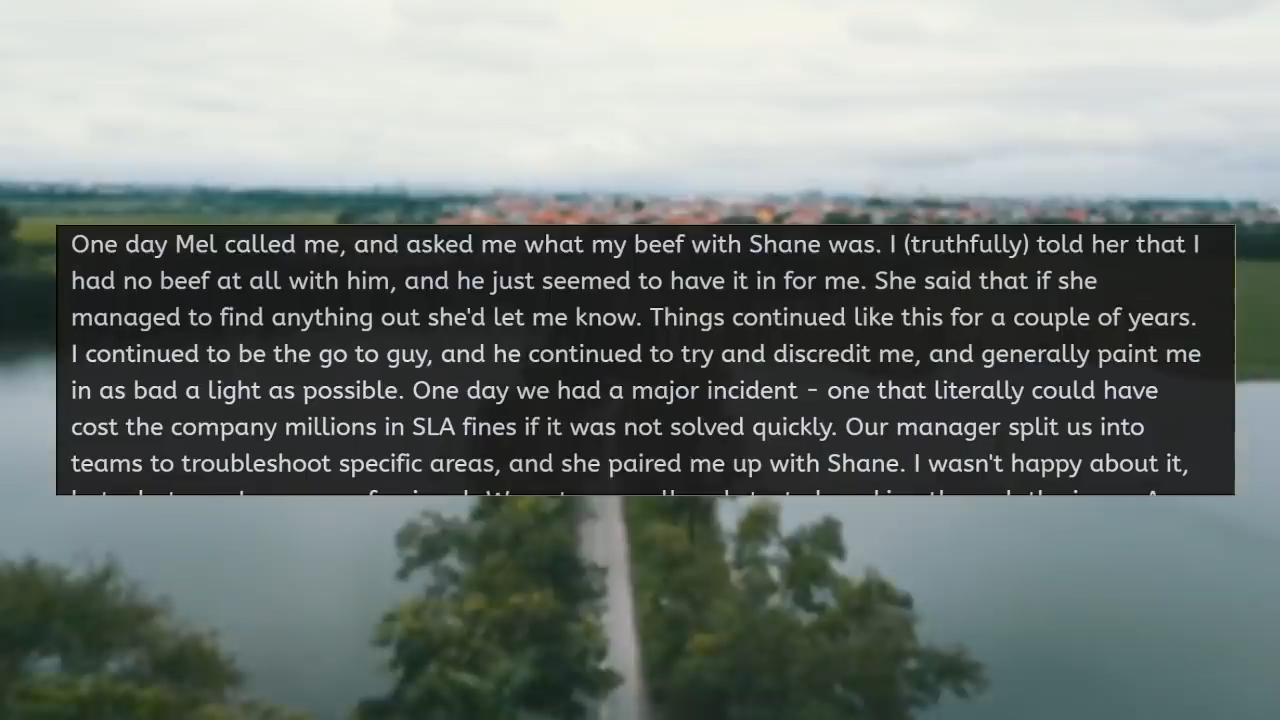 One day Mel called me, and asked me what my beef with Shane was. I (truthfully) told her that I
had no beef at all with him, and he just seemed to have it in for me. She said that if she
managed to find anything out she'd let me know. Things continued like this for a couple of years.
I continued to be the go to guy, and he continued to try and discredit me, and generally paint me
in as bad a light as possible. One day we had a major incident - one that literally could have
cost the company millions in SLA fines if it was not solved quickly. Our manager split us into
teams to troubleshoot specific areas, and she paired me up with Shane. I wasn't happy about it,